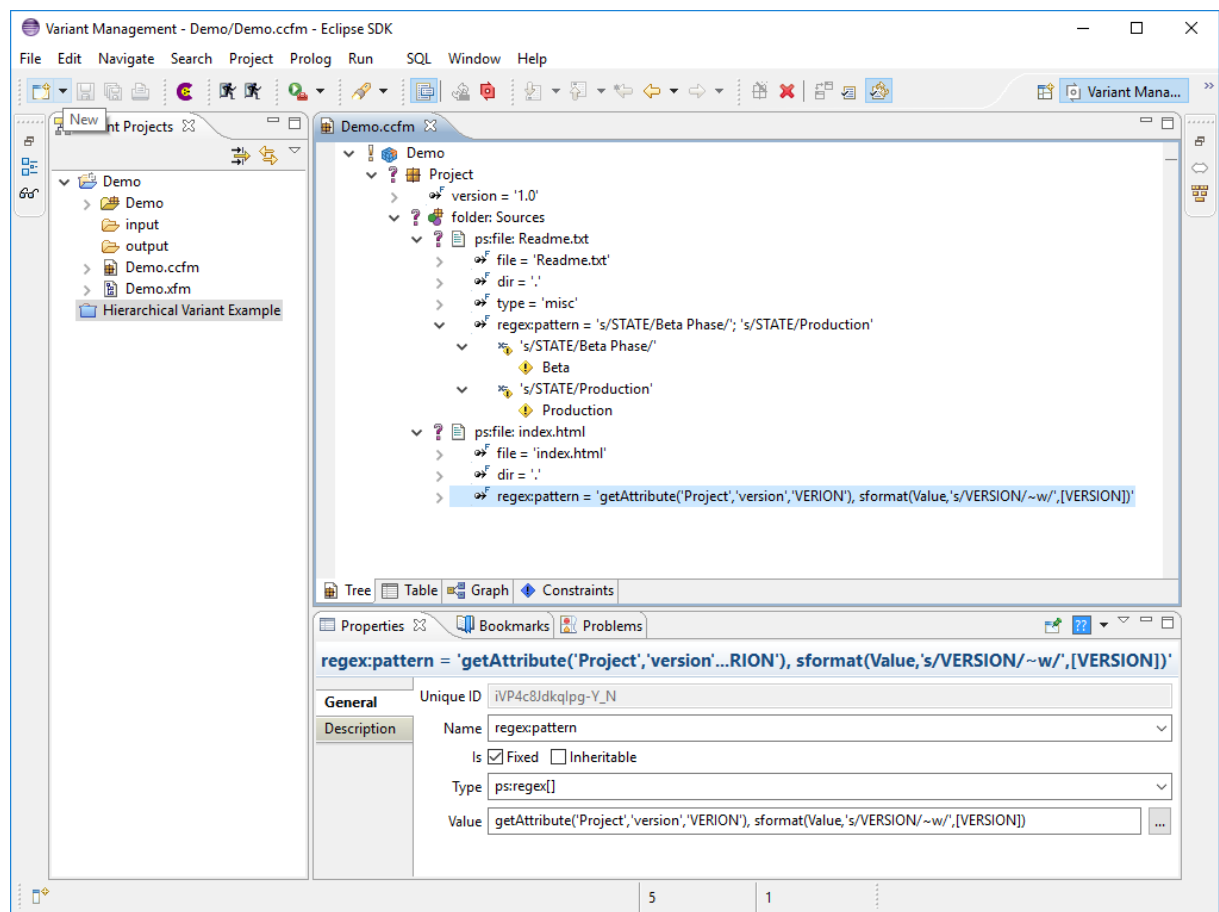 Variant Management - Demo/Demo.ccfm - Eclipse SDK
File Edit Navigate Search Project Prolog Run SQL Window Help
Variant Mana...
»
New
nt Projects
Demo
Demo
input
output
Demo.ccfm
Demo.xfm
Hierarchical Variant Example
Demo.ccfm
Demo
Project
version = '1.0'
folder: Sources
ps:file: Readme.txt
file = 'Readme.txt'
dir = '.'
type = 'misc'
regex:pattern = 's/STATE/Beta Phase/'; 's/STATE/Production'
's/STATE/Beta Phase/'
Beta
's/STATE/Production'
Production
ps:file: index.html
file = 'index.html'
dir = '.'
regex:pattern = 'getAttribute('Project','version','VERION'), sformat(Value,'s/VERSION/~w/',[VERSION])'
Tree Table Graph Constraints
Properties Bookmarks Problems
??
regex:pattern = 'getAttribute('Project','version'...RION'), sformat(Value,'s/VERSION/~w/',[VERSION])'
General
Description
Unique ID iVP4c8Jdkqlpg-Y_N
Name regex:pattern
Is Fixed Inheritable
Type ps:regex[]
Value getAttribute('Project','version','VERION'), sformat(Value,'s/VERSION/~w/',[VERSION]) ...
5 1